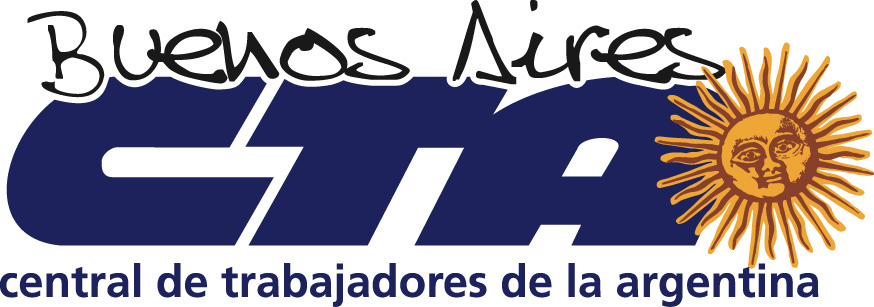 Buenos Aires
CTA
central de trabajadores de la argentina